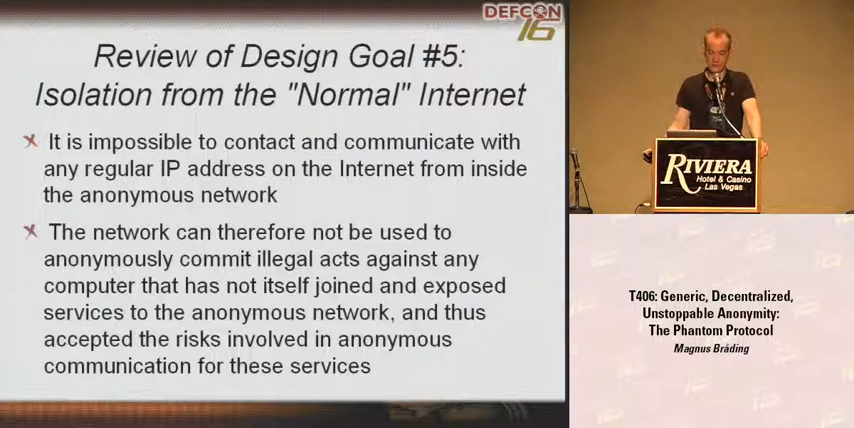 DEFCON
16
Review of Design Goal #5:
Isolation from the "Normal" Internet
It is impossible to contact and communicate with
any regular IP address on the Internet from inside
the anonymous network
The network can therefore not be used to
anonymously commit illegal acts against any
computer that has not itself joined and exposed
services to the anonymous network, and thus
accepted the risks involved in anonymous
communication for these services
RIVIERA
Hotel & Casino
Las Vegas
T406: Generic, Decentralized,
Unstoppable Anonymity:
The Phantom Protocol
Magnus Bråding